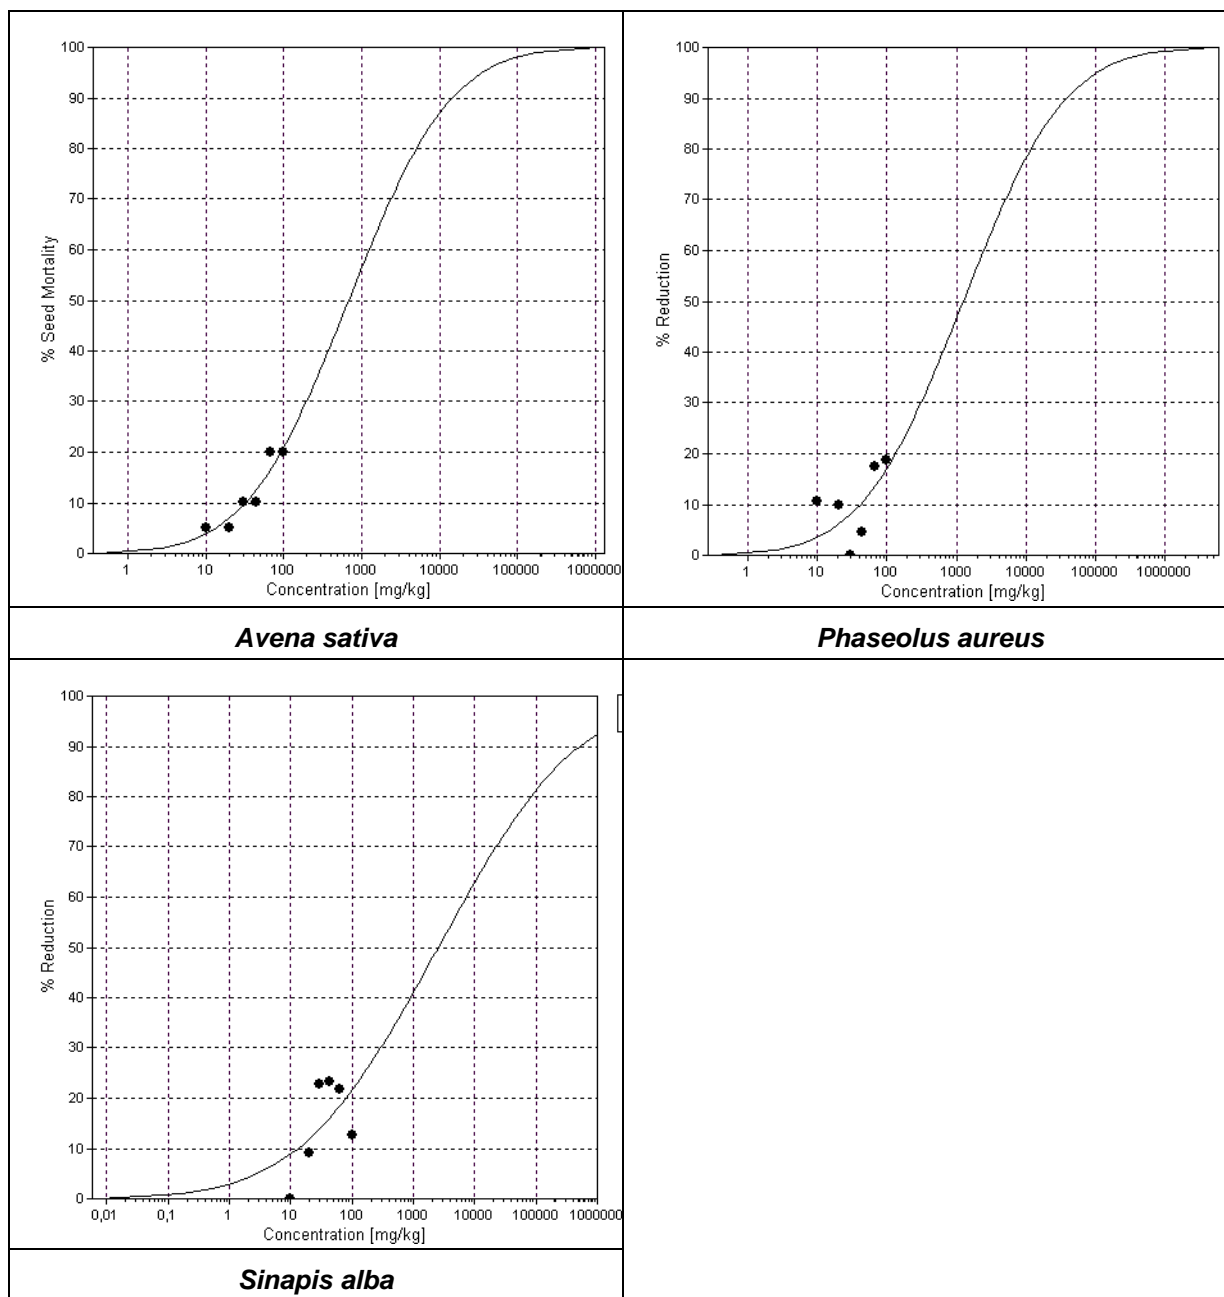 100
90
80
70
60
50
40
30
20
10
0
% Seed Mortality
1 10 100 1000 10000 100000 1000000
Concentration [mg/kg]
Avena sativa
100
90
80
70
60
50
40
30
20
10
0
% Reduction
1 10 100 1000 10000 100000 1000000
Concentration [mg/kg]
Phaseolus aureus
100
90
80
70
60
50
40
30
20
10
0
% Reduction
0,01 0,1 1 10 100 1000 10000 100000 1000000
Concentration [mg/kg]
Sinapis alba